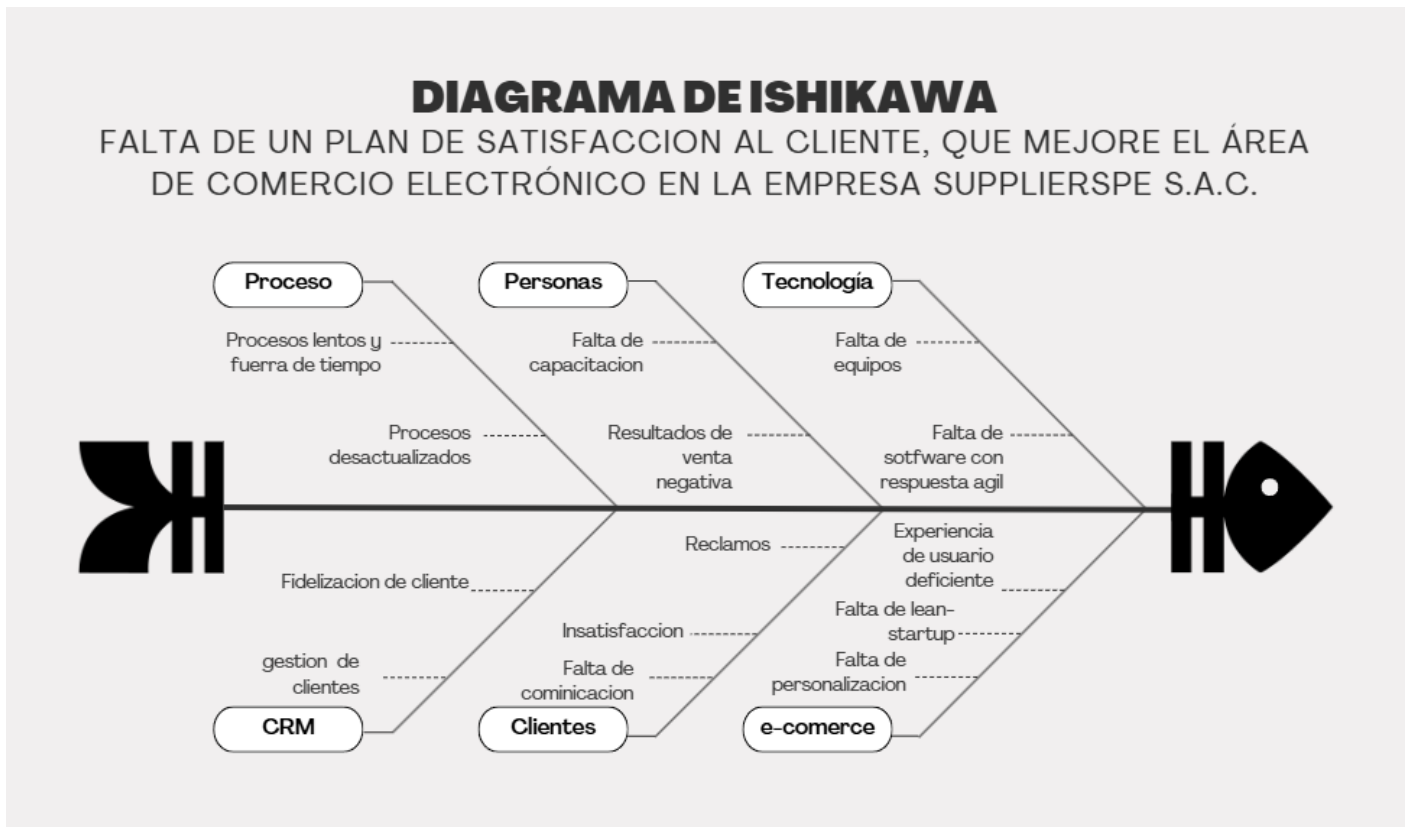 DIAGRAMA DE ISHIKAWA
FALTA DE UN PLAN DE SATISFACCION AL CLIENTE, QUE MEJORE EL ÁREA
DE COMERCIO ELECTRÓNICO EN LA EMPRESA SUPPLIERSPE S.A.C.
Proceso
Personas
Tecnología
Procesos lentos y
fuerra de tiempo
Falta de
capacitacion
Falta de
equipos
Procesos
desactualizados
Resultados de
venta
negativa
Falta de
sotfware con
respuesta agil
Fidelizacion de cliente
gestion de
clientes
Reclamos
Insatisfaccion
Falta de
cominicacion
Experiencia
de usuario
deficiente
Falta de lean-
startup
Falta de
personalizacion
CRM
Clientes
e-comerce